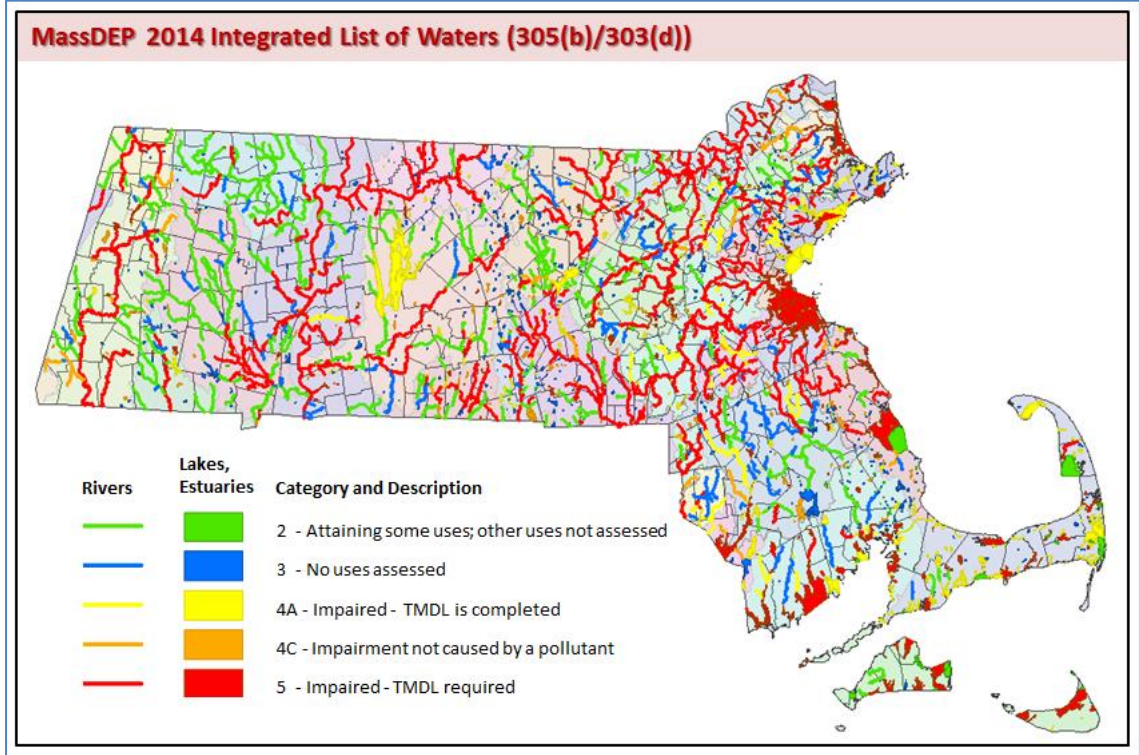 MassDEP 2014 Integrated List of Waters (305(b)/303(d))
Rivers
Lakes,
Estuaries
Category and Description
2 - Attaining some uses; other uses not assessed
3 - No uses assessed
4A - Impaired - TMDL is completed
4C - Impairment not caused by a pollutant
5 - Impaired - TMDL required